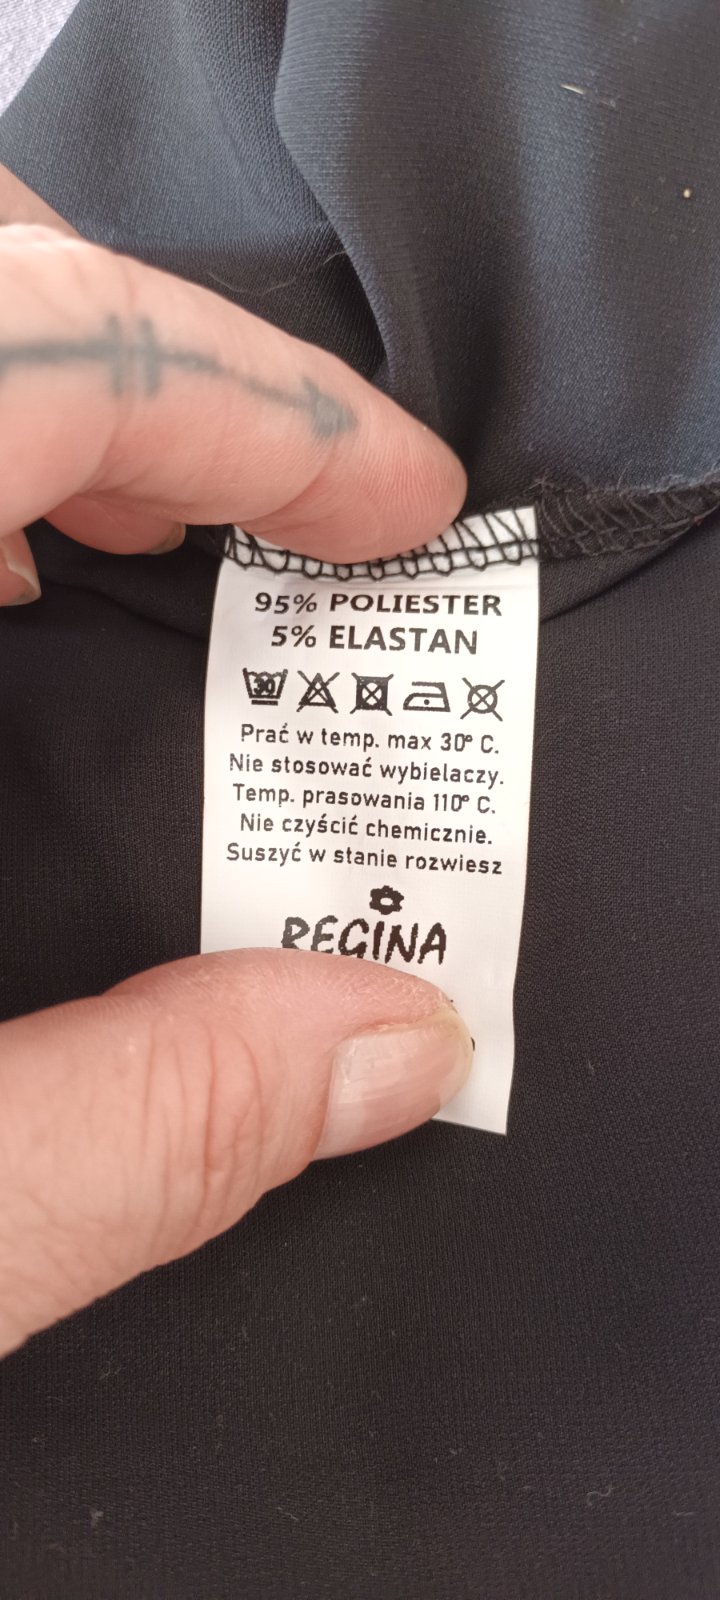 95% POLIESTER
5% ELASTAN
30
Prać w temp. max 30° C.
Nie stosować wybielaczy.
Temp. prasowania 110° C.
Nie czyścić chemicznie.
Suszyć w stanie rozwiesz
REGINA